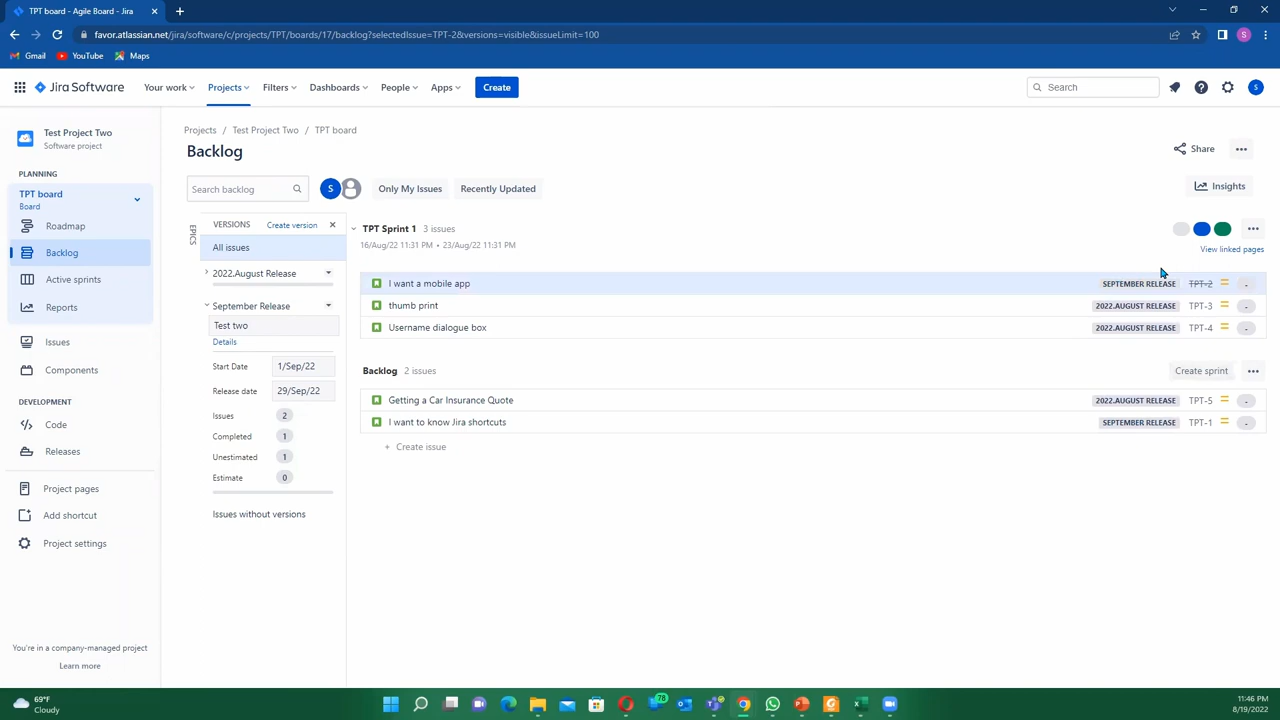 TPT board - Agile Board - Jira
favor.atlassian.net/jira/software/c/projects/TPT/boards/17/backlog?selectedIssue=TPT-2&versions=visible&issueLimit=100
S
Gmail YouTube Maps
Jira Software Your work Projects Filters Dashboards People Apps Create Search S
Test Project Two
Software project
PLANNING
TPT board
Board
Roadmap
Backlog
Active sprints
Reports
Issues
Components
DEVELOPMENT
Code
Releases
Project pages
Add shortcut
Project settings
You're in a company-managed project
Learn more
Projects / Test Project Two / TPT board
Backlog
Share
Search backlog S Only My Issues Recently Updated Insights
EPICS
VERSIONS Create version
All issues
2022.August Release
September Release
Test two
Details
Start Date 1/Sep/22
Release date 29/Sep/22
Issues 2
Completed 1
Unestimated 1
Estimate 0
Issues without versions
TPT Sprint 1 3 issues
16/Aug/22 11:31 PM • 23/Aug/22 11:31 PM View linked pages
I want a mobile app SEPTEMBER RELEASE TPT-2 -
thumb print 2022.AUGUST RELEASE TPT-3 -
Username dialogue box 2022.AUGUST RELEASE TPT-4 -
Backlog 2 issues Create sprint
Getting a Car Insurance Quote 2022.AUGUST RELEASE TPT-5 -
I want to know Jira shortcuts SEPTEMBER RELEASE TPT-1 -
+ Create issue
69°F
Cloudy
78
11:46 PM
8/19/2022